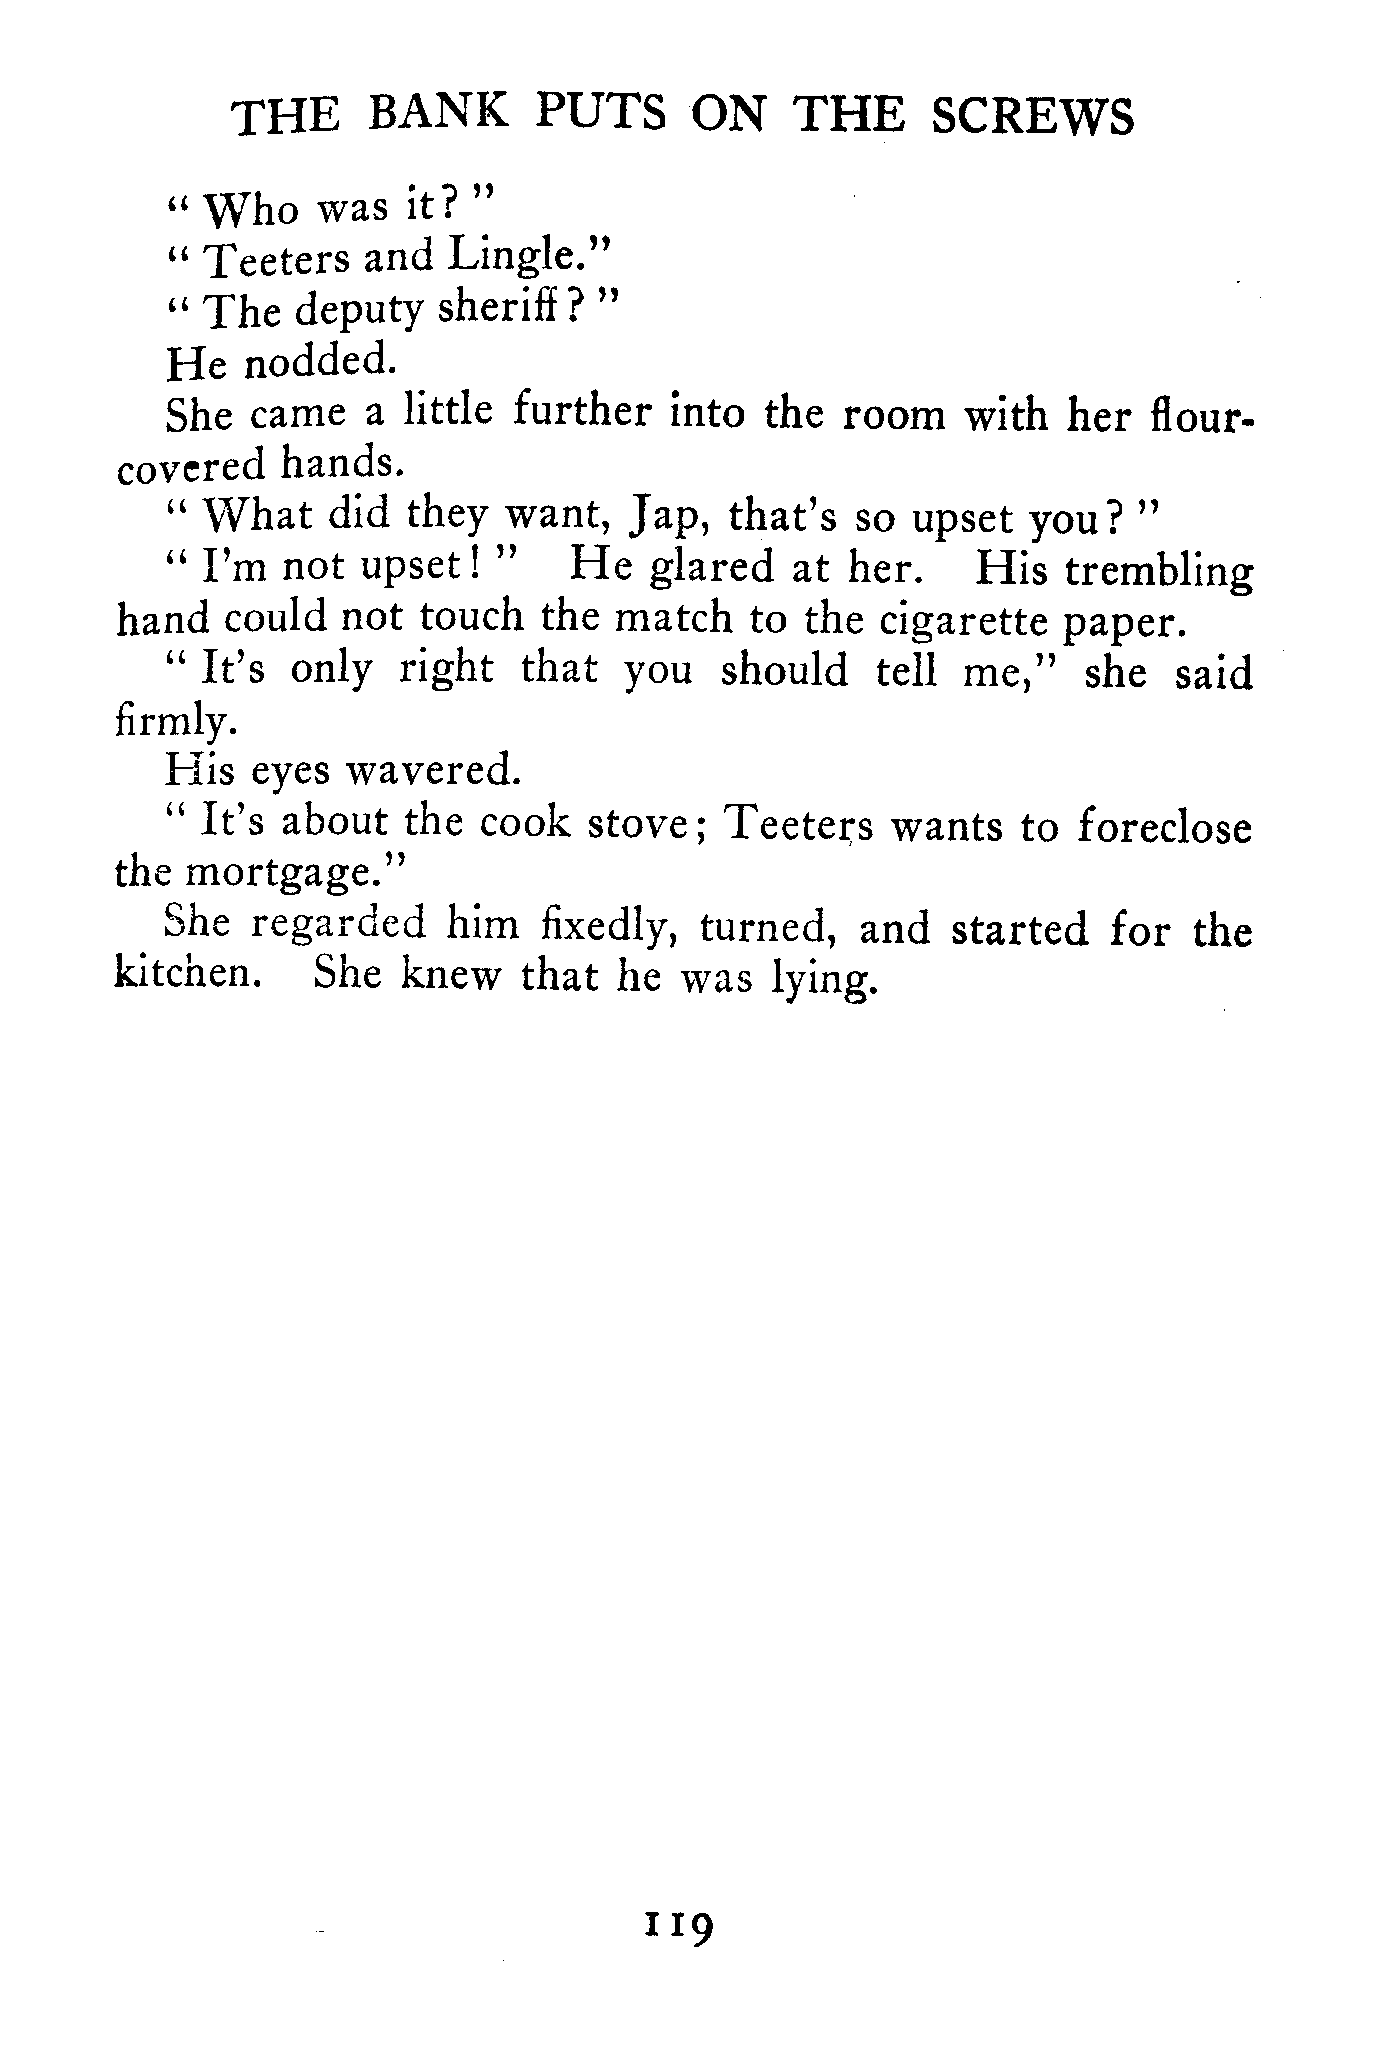 THE BANK PUTS ON THE SCREWS
" Who was it? "
" Teeters and Lingle."
" The deputy sheriff? "
He nodded.
She came a little further into the room with her flour-
covered hands.
" What did they want, Jap, that's so upset you? "
" I'm not upset! " He glared at her. His trembling
hand could not touch the match to the cigarette paper.
" It's only right that you should tell me," she said
firmly.
His eyes wavered.
" It's about the cook stove; Teeters wants to foreclose
the mortgage."
She regarded him fixedly, turned, and started for the
kitchen. She knew that he was lying.
119